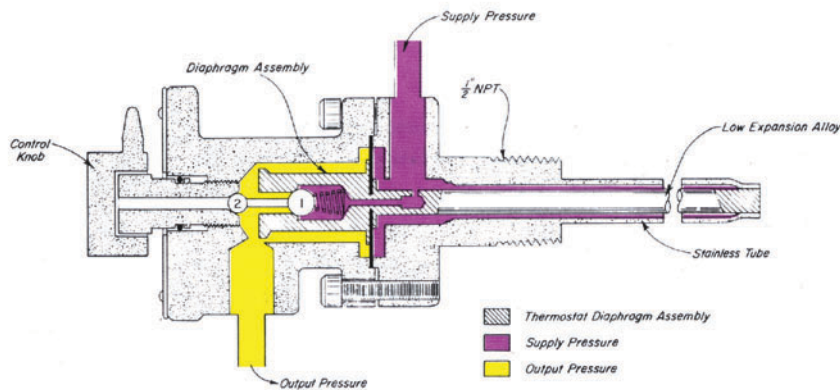 Supply Pressure
Diaphragm Assembly
1/2" NPT
Low Expansion Alloy
Control
Knob
2
1
Stainless Tube
Thermostat Diaphragm Assembly
Supply Pressure
Output Pressure
Output Pressure